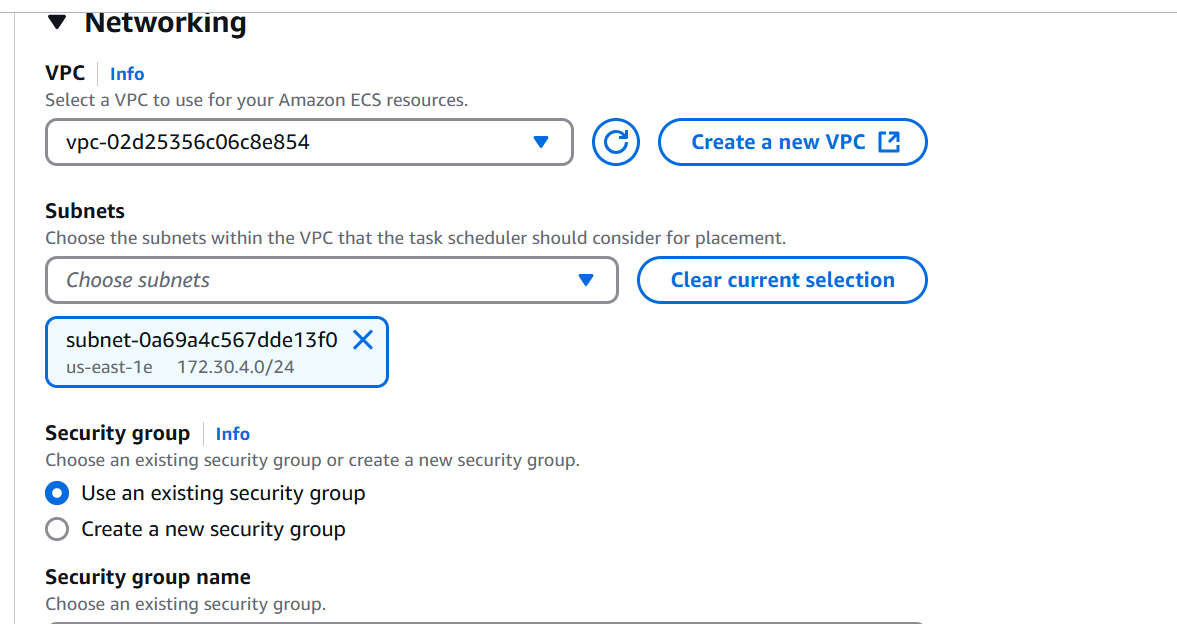 Networking
VPC Info
Select a VPC to use for your Amazon ECS resources.
vpc-02d25356c06c8e854 Create a new VPC
Subnets
Choose the subnets within the VPC that the task scheduler should consider for placement.
Choose subnets Clear current selection
subnet-0a69a4c567dde13f0
us-east-1e 172.30.4.0/24
Security group Info
Choose an existing security group or create a new security group.
Use an existing security group
Create a new security group
Security group name
Choose an existing security group.